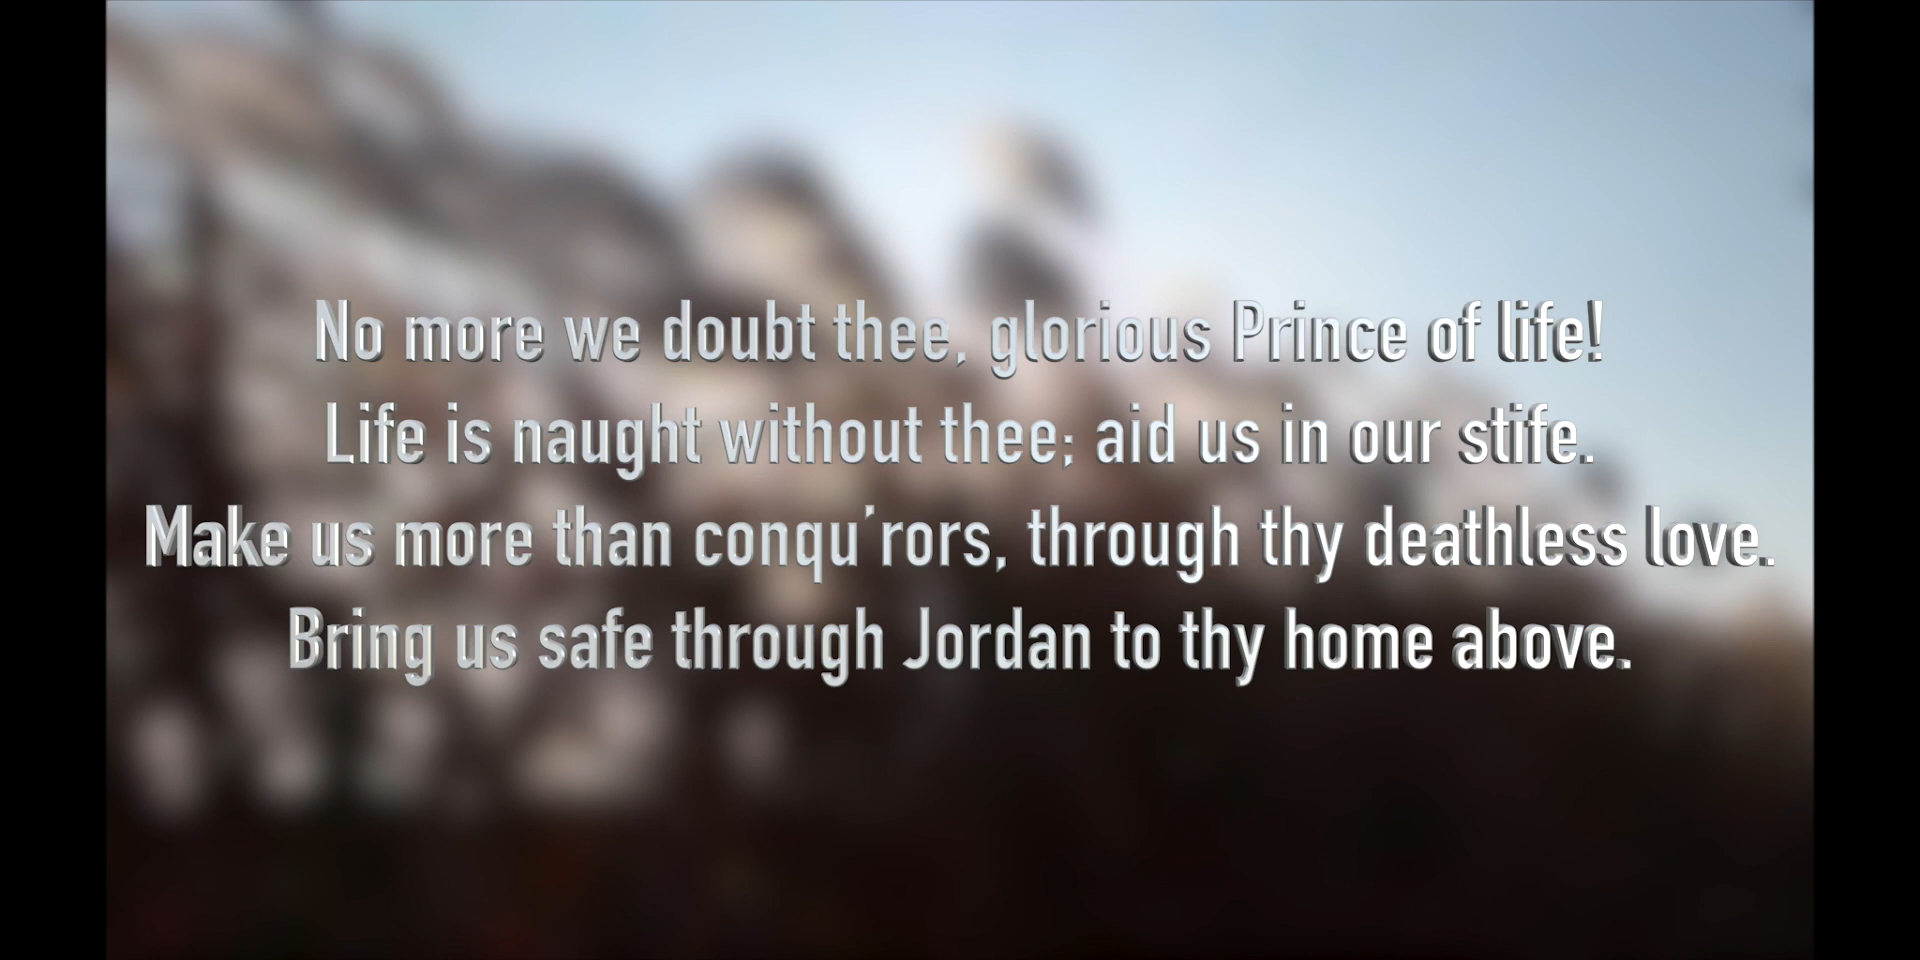 No more we doubt thee, glorious Prince of life!
Life is naught without thee; aid us in our stife.
Make us more than conqu'rors, through thy deathless love.
Bring us safe through Jordan to thy home above.